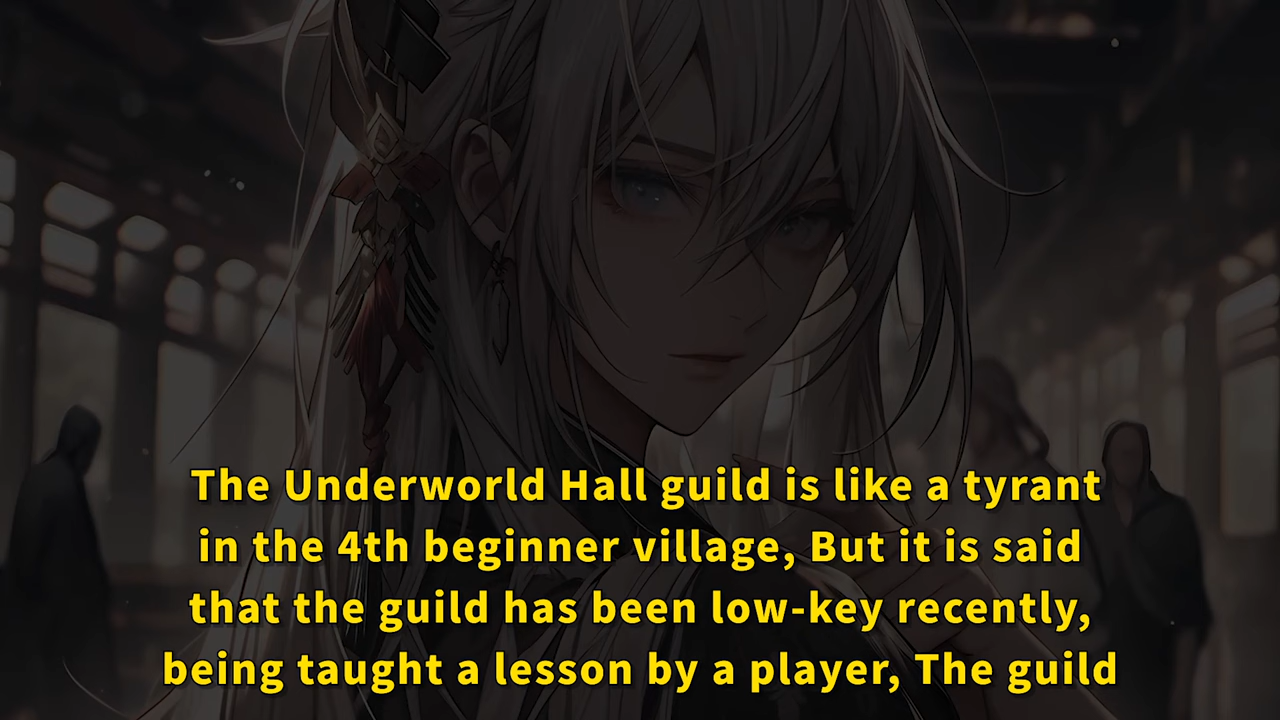 The Underworld Hall guild is like a tyrant
in the 4th beginner village, But it is said
that the guild has been low-key recently,
being taught a lesson by a player, The guild